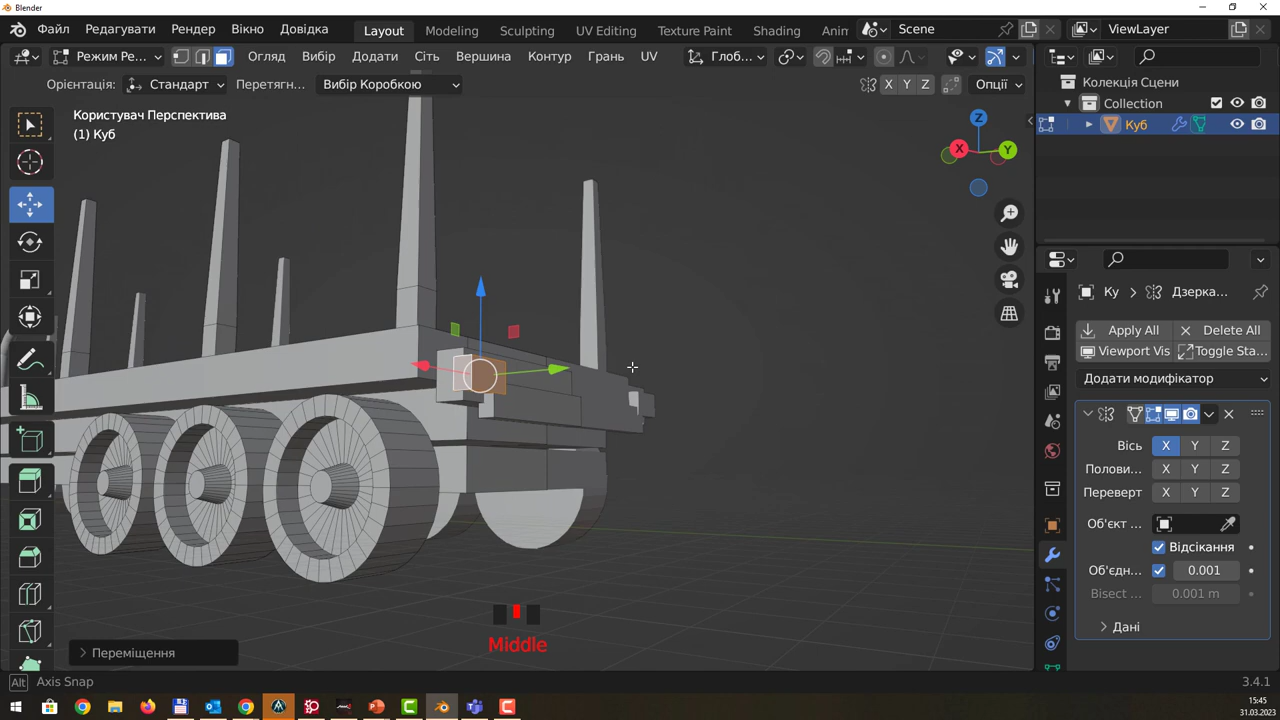 Blender
Файл Редагувати Рендер Вікно Довідка Layout Modeling Sculpting UV Editing Texture Paint Shading Anin Scene ViewLayer
Режим Ре... Огляд Вибір Додати Сіть Вершина Контур Грань UV Глоб...
Орієнтація: Стандарт Перетягн... Вибір Коробкою X Y Z Опції
Користувач Перспектива
(1) Куб
Z
X
Y
Колекція Сцени
Collection
Куб
Ку Дзерка...
Apply All Delete All
Viewport Vis Toggle Sta...
Додати модифікатор
Вісь X Y Z
Полови... X Y Z
Переверт X Y Z
Об'єкт ...
Відсікання
Об'єдн... 0.001
Bisect ... 0.001 m
Дані
Middle
Переміщення
Alt Axis Snap 3.4.1
15:45
31.03.2023